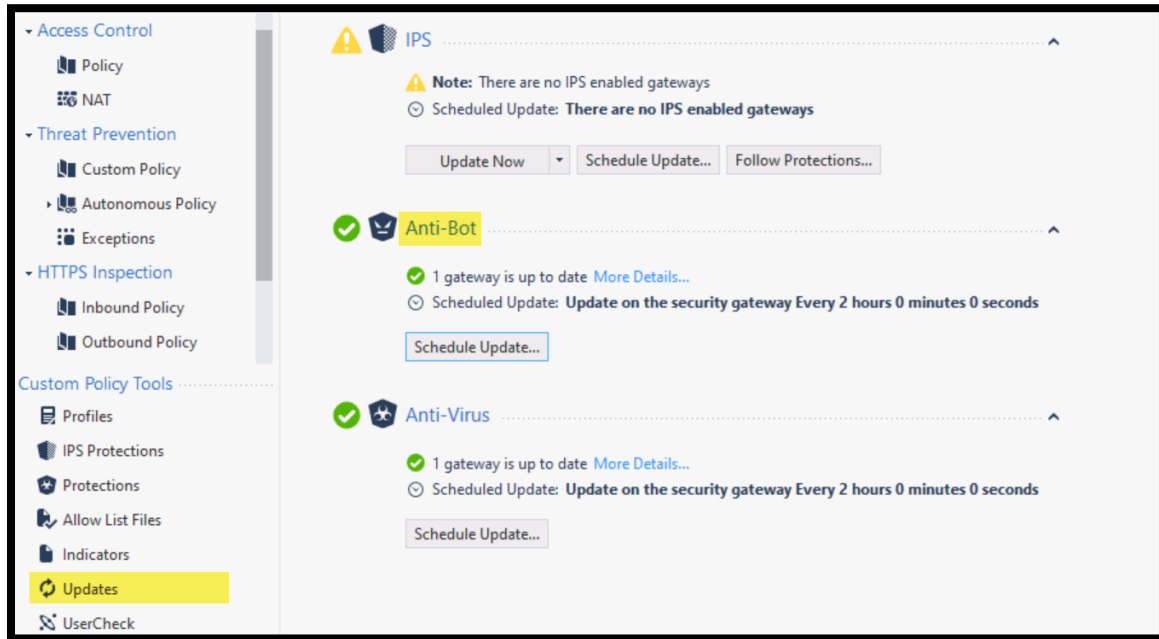 Access Control
Policy
NAT
Threat Prevention
Custom Policy
Autonomous Policy
Exceptions
HTTPS Inspection
Inbound Policy
Outbound Policy
Custom Policy Tools
Profiles
IPS Protections
Protections
Allow List Files
Indicators
Updates
UserCheck
IPS
Note: There are no IPS enabled gateways
Scheduled Update: There are no IPS enabled gateways
Update Now Schedule Update... Follow Protections...
Anti-Bot
1 gateway is up to date More Details...
Scheduled Update: Update on the security gateway Every 2 hours 0 minutes 0 seconds
Schedule Update...
Anti-Virus
1 gateway is up to date More Details...
Scheduled Update: Update on the security gateway Every 2 hours 0 minutes 0 seconds
Schedule Update...